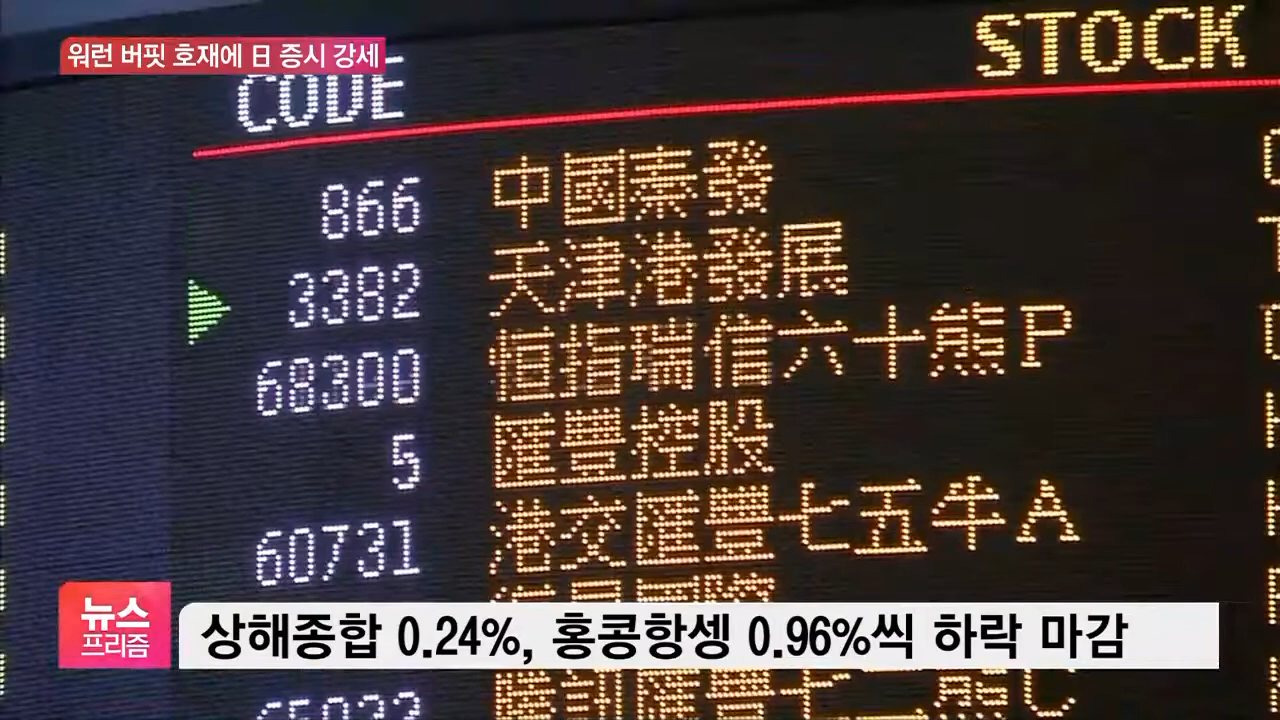 워런 버핏 호재에 日 증시 강세
CODE STOCK
866 中國秦發
3382 天津港發展
68300 恒指瑞信六十熊P
5 匯豐控股
60731 港交匯豐七五牛A
뉴스
프리즘
상해종합 0.24%, 홍콩항셍 0.96%씩 하락 마감